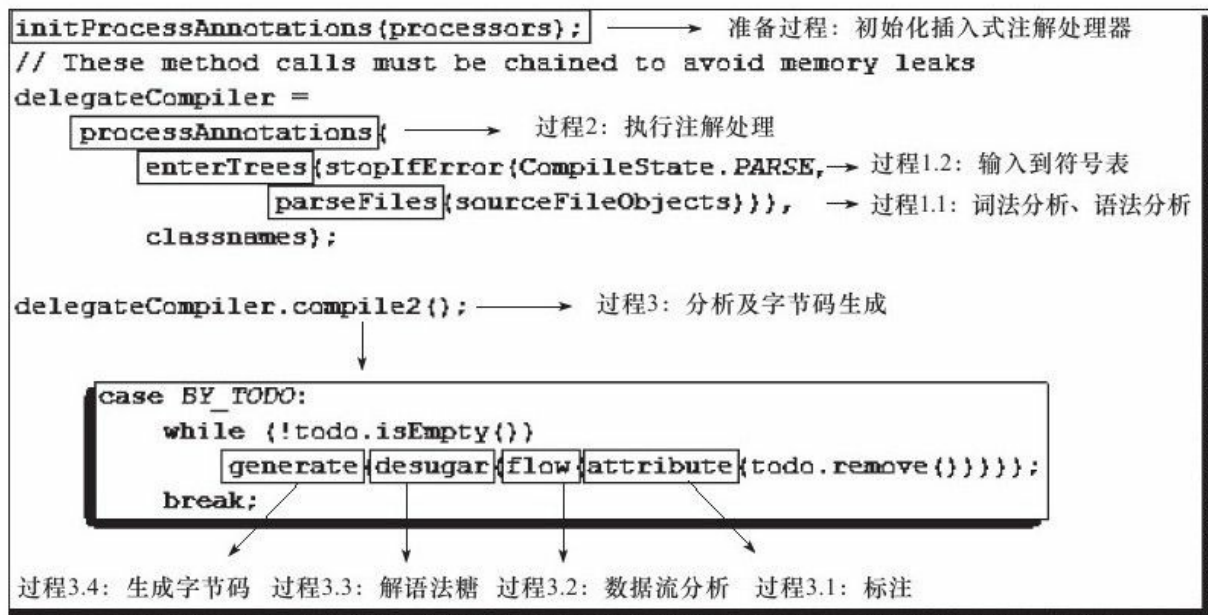 initProcessAnnotations(processors); 准备过程：初始化插入式注解处理器
// These method calls must be chained to avoid memory leaks
delegateCompiler =
processAnnotations( 过程2：执行注解处理
enterTrees(stopIfError(CompileState.PARSE, 过程1.2：输入到符号表
parseFiles(sourceFileObjects))), 过程1.1：词法分析、语法分析
classnames);
delegateCompiler.compile2(); 过程3：分析及字节码生成
case BY_TODO:
while (!todo.isEmpty())
generate(desugar(flow(attribute(todo.remove()))));
break;
过程3.4：生成字节码 过程3.3：解语法糖 过程3.2：数据流分析 过程3.1：标注